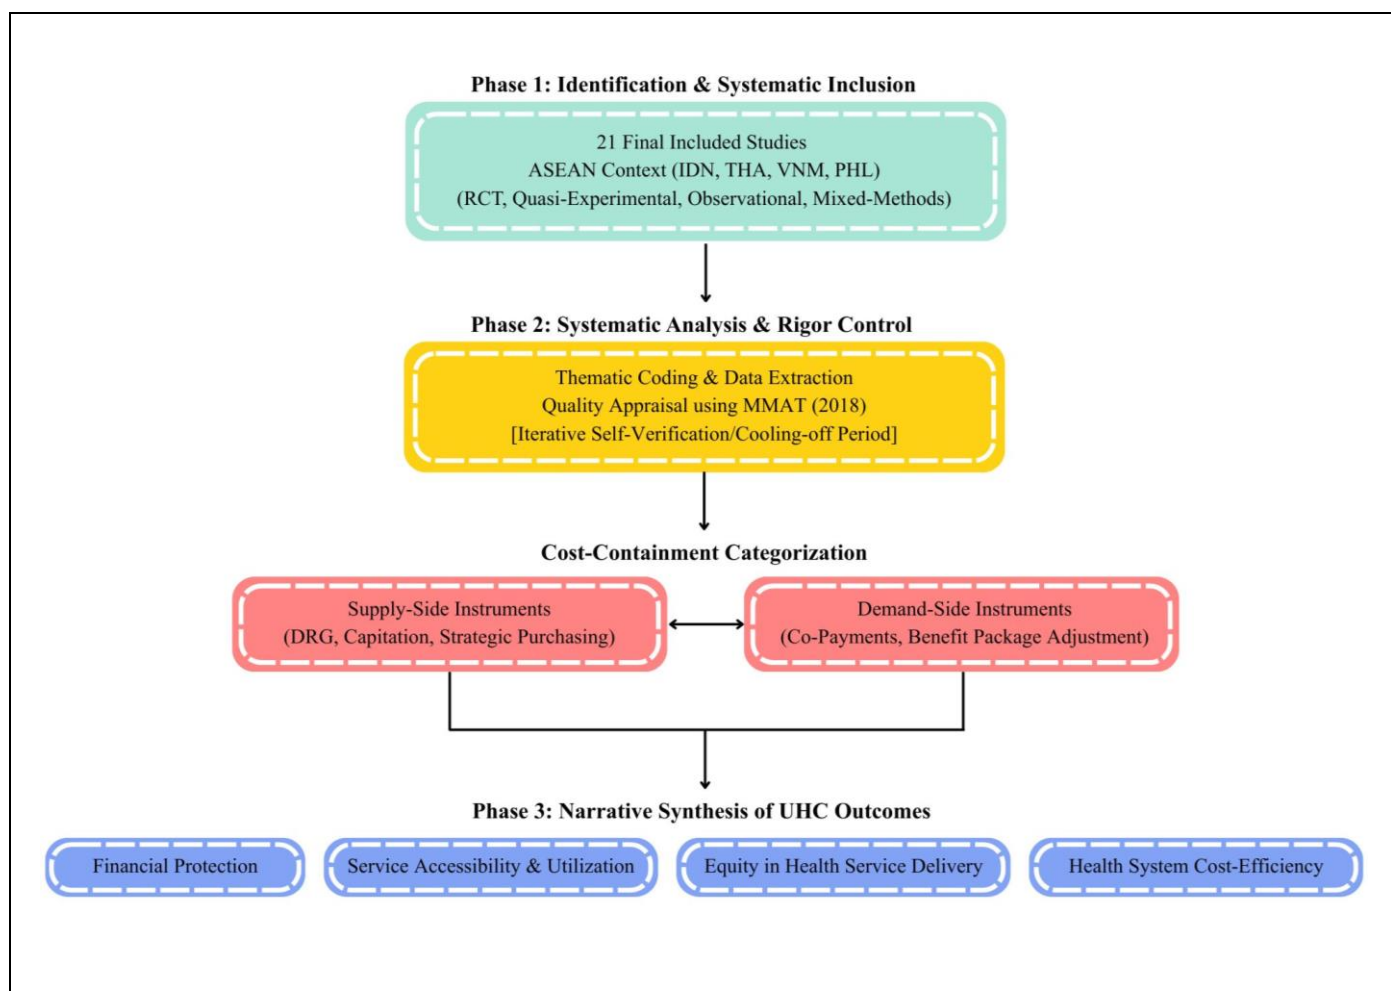 Phase 1: Identification & Systematic Inclusion
21 Final Included Studies
ASEAN Context (IDN, THA, VNM, PHL)
(RCT, Quasi-Experimental, Observational, Mixed-Methods)
Phase 2: Systematic Analysis & Rigor Control
Thematic Coding & Data Extraction
Quality Appraisal using MMAT (2018)
[Iterative Self-Verification/Cooling-off Period]
Cost-Containment Categorization
Supply-Side Instruments
(DRG, Capitation, Strategic Purchasing)
Demand-Side Instruments
(Co-Payments, Benefit Package Adjustment)
Phase 3: Narrative Synthesis of UHC Outcomes
Financial Protection
Service Accessibility & Utilization
Equity in Health Service Delivery
Health System Cost-Efficiency